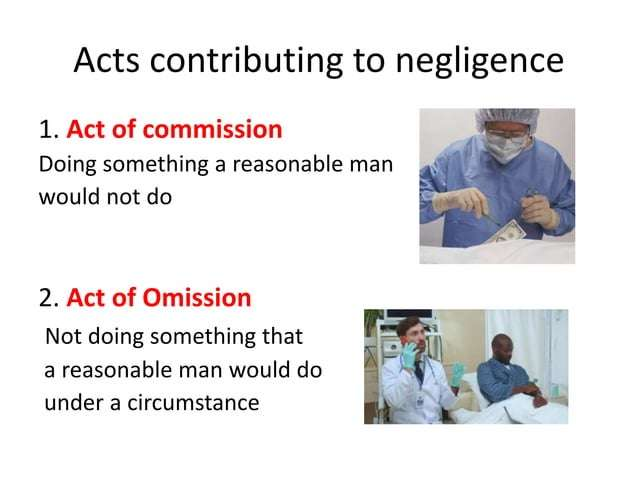 Acts contributing to negligence
1. Act of commission
Doing something a reasonable man
would not do
2. Act of Omission
Not doing something that
a reasonable man would do
under a circumstance